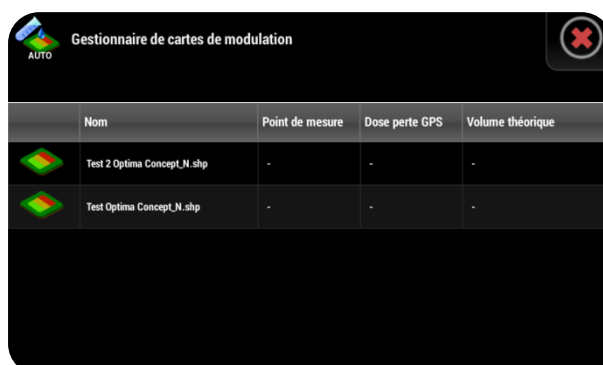 AUTO
Gestionnaire de cartes de modulation
Nom Point de mesure Dose perte GPS Volume théorique
Test 2 Optima Concept_N.shp - - -
Test Optima Concept_N.shp - - -